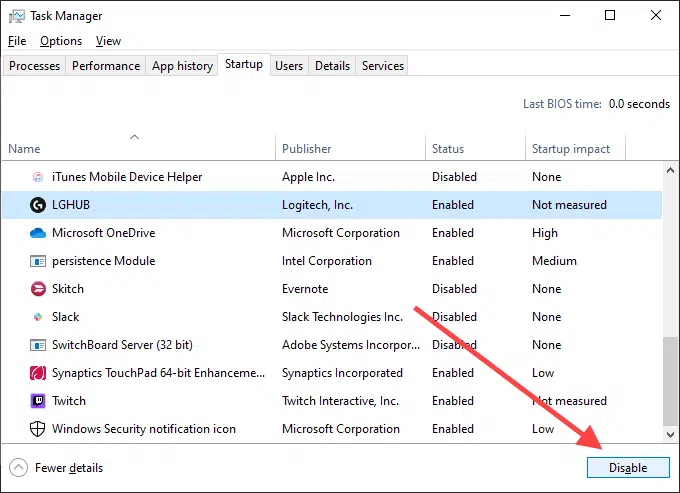 Task Manager
File Options View
Processes Performance App history Startup Users Details Services
Last BIOS time: 0.0 seconds
Name Publisher Status Startup impact
iTunes Mobile Device Helper Apple Inc. Disabled None
LGHUB Logitech, Inc. Enabled Not measured
Microsoft OneDrive Microsoft Corporation Enabled High
persistence Module Intel Corporation Enabled Medium
Skitch Evernote Disabled None
Slack Slack Technologies Inc. Disabled None
SwitchBoard Server (32 bit) Adobe Systems Incorpor... Disabled None
Synaptics TouchPad 64-bit Enhanceme... Synaptics Incorporated Enabled Low
Twitch Twitch Interactive, Inc. Enabled Not measured
Windows Security notification icon Microsoft Corporation Enabled Low
Fewer details Disable